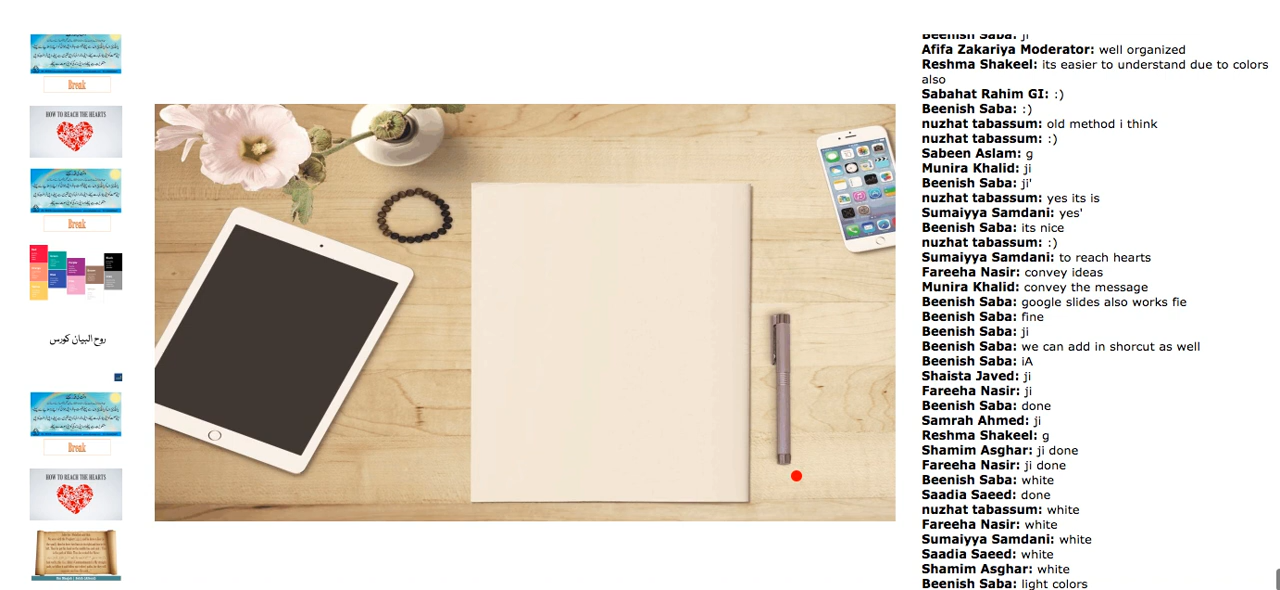 Break
HOW TO REACH THE HEARTS
Break
روح البیان کورس
Break
HOW TO REACH THE HEARTS
Beenish Saba: ji
Afifa Zakariya Moderator: well organized
Reshma Shakeel: its easier to understand due to colors
also
Sabahat Rahim GI: :)
Beenish Saba: :)
nuzhat tabassum: old method i think
nuzhat tabassum: :)
Sabeen Aslam: g
Munira Khalid: ji
Beenish Saba: ji'
nuzhat tabassum: yes its is
Sumaiyya Samdani: yes'
Beenish Saba: its nice
nuzhat tabassum: :)
Sumaiyya Samdani: to reach hearts
Fareeha Nasir: convey ideas
Munira Khalid: convey the message
Beenish Saba: google slides also works fie
Beenish Saba: fine
Beenish Saba: ji
Beenish Saba: we can add in shorcut as well
Beenish Saba: iA
Shaista Javed: ji
Fareeha Nasir: ji
Beenish Saba: done
Samrah Ahmed: ji
Reshma Shakeel: g
Shamim Asghar: ji done
Fareeha Nasir: ji done
Beenish Saba: white
Saadia Saeed: done
nuzhat tabassum: white
Fareeha Nasir: white
Sumaiyya Samdani: white
Saadia Saeed: white
Shamim Asghar: white
Beenish Saba: light colors